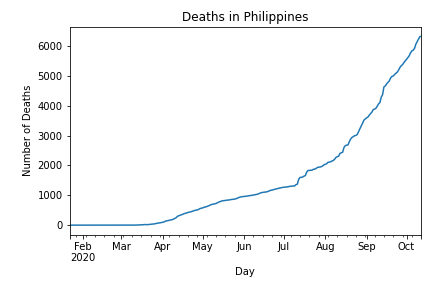 Deaths in Philippines
Number of Deaths
6000
5000
4000
3000
2000
1000
0
Feb Mar Apr May Jun Jul Aug Sep Oct
2020
Day